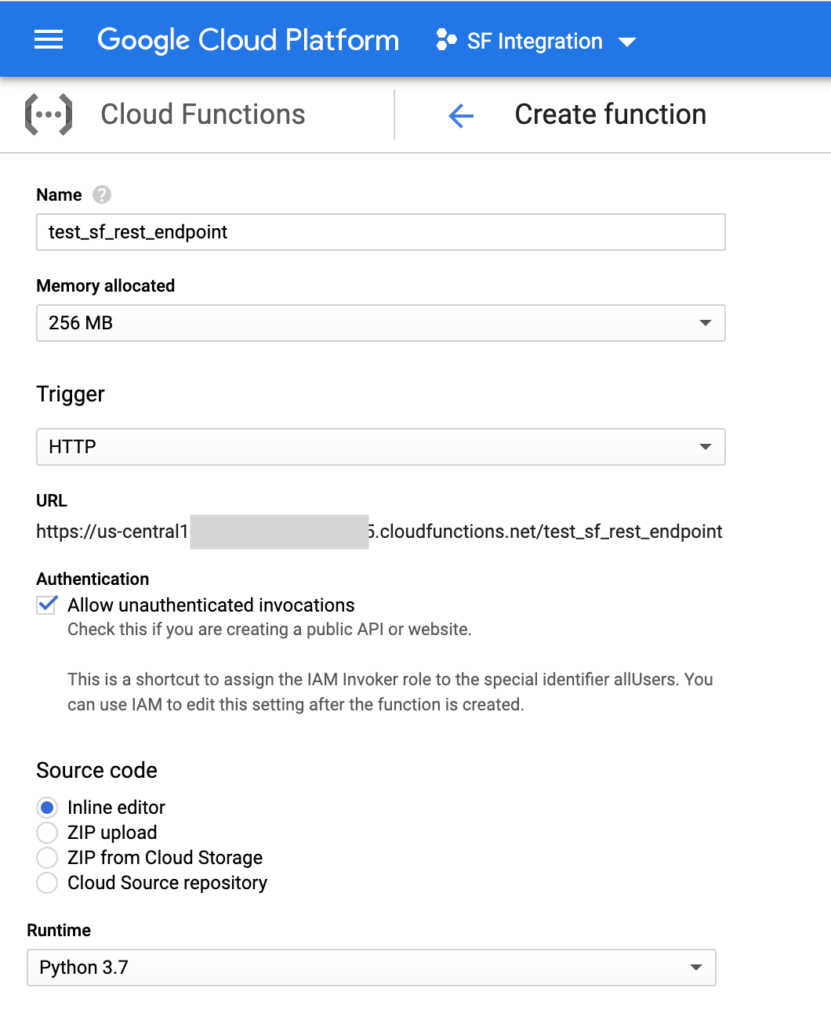 Google Cloud Platform SF Integration
Cloud Functions Create function
Name ?
test_sf_rest_endpoint
Memory allocated
256 MB
Trigger
HTTP
URL
https://us-central1 5.cloudfunctions.net/test_sf_rest_endpoint
Authentication
Allow unauthenticated invocations
Check this if you are creating a public API or website.
This is a shortcut to assign the IAM Invoker role to the special identifier allUsers. You
can use IAM to edit this setting after the function is created.
Source code
Inline editor
ZIP upload
ZIP from Cloud Storage
Cloud Source repository
Runtime
Python 3.7